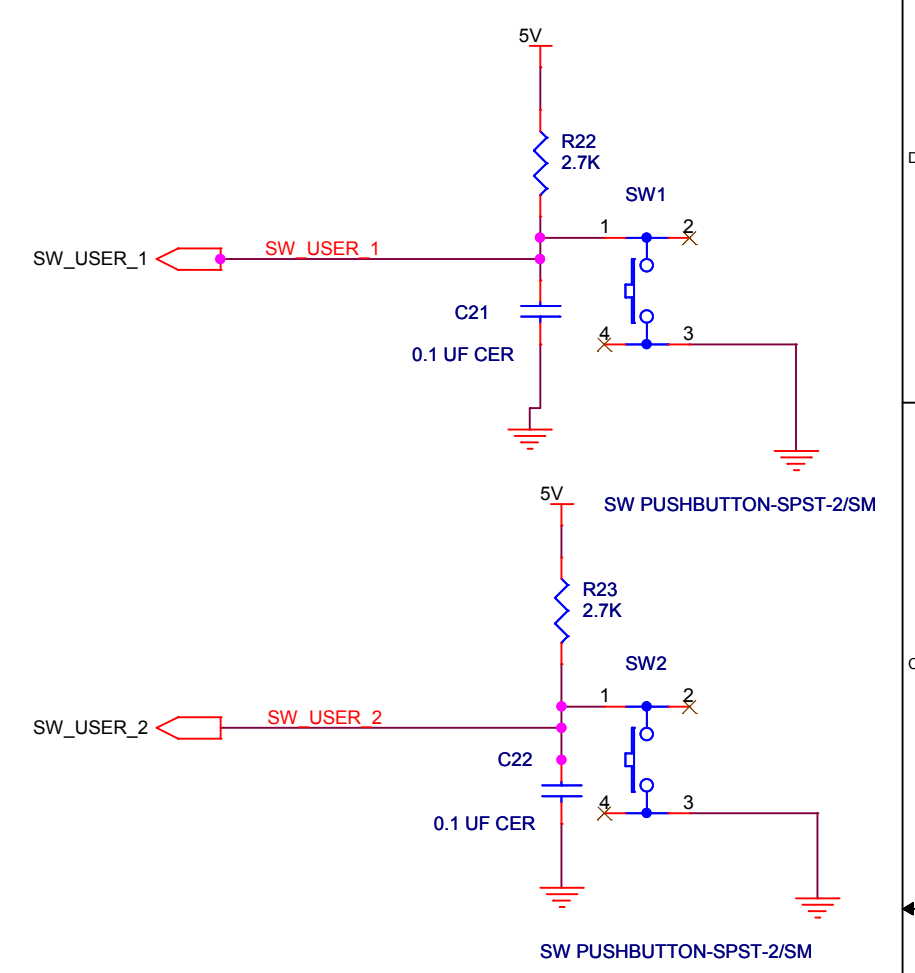 5V
R22
2.7K
SW1
1
2
SW_USER_1
SW_USER_1
C21
4
3
0.1 UF CER
5V
SW PUSHBUTTON-SPST-2/SM
R23
2.7K
SW2
1
2
SW_USER_2
SW_USER_2
C22
4
3
0.1 UF CER
SW PUSHBUTTON-SPST-2/SM